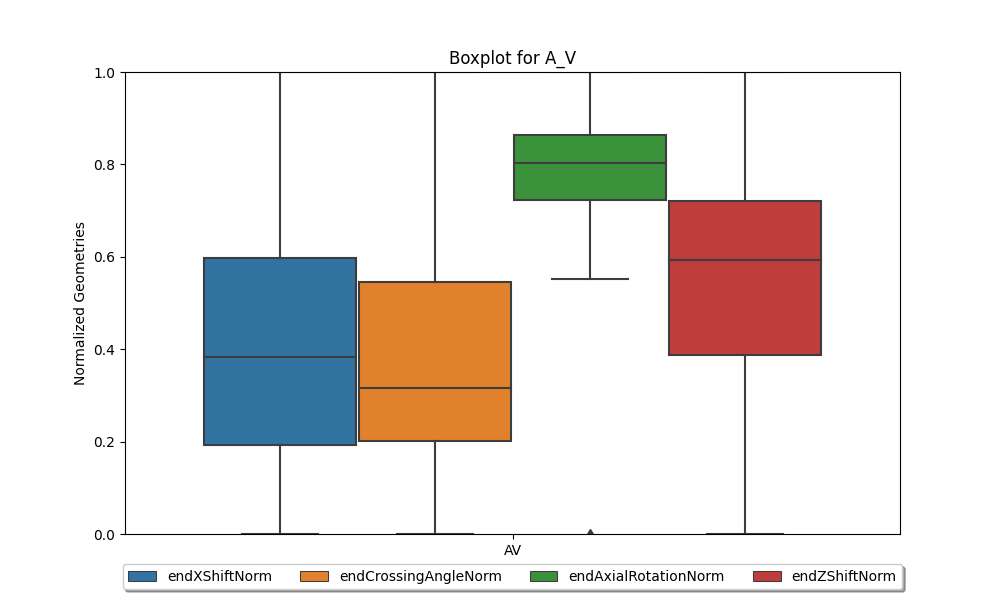 Boxplot for A_V
1.0
0.8
0.6
0.4
0.2
0.0
Normalized Geometries
AV
endXShiftNorm endCrossingAngleNorm endAxialRotationNorm endZShiftNorm